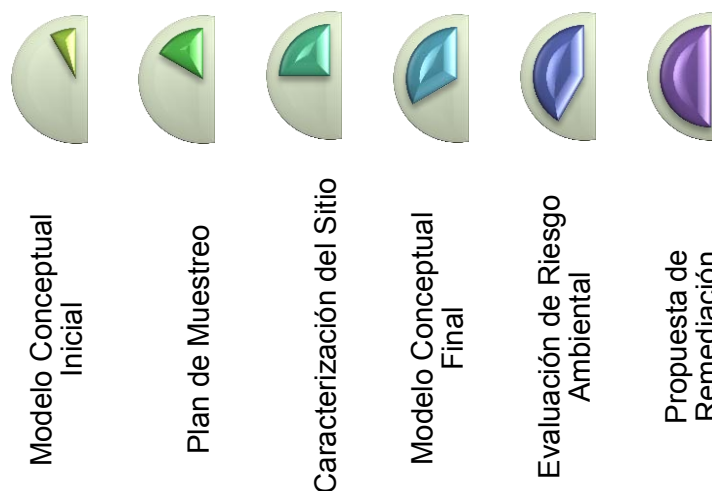 Modelo Conceptual
Inicial
Plan de Muestreo
Caracterización del Sitio
Modelo Conceptual
Final
Evaluación de Riesgo
Ambiental
Propuesta de
Remediación